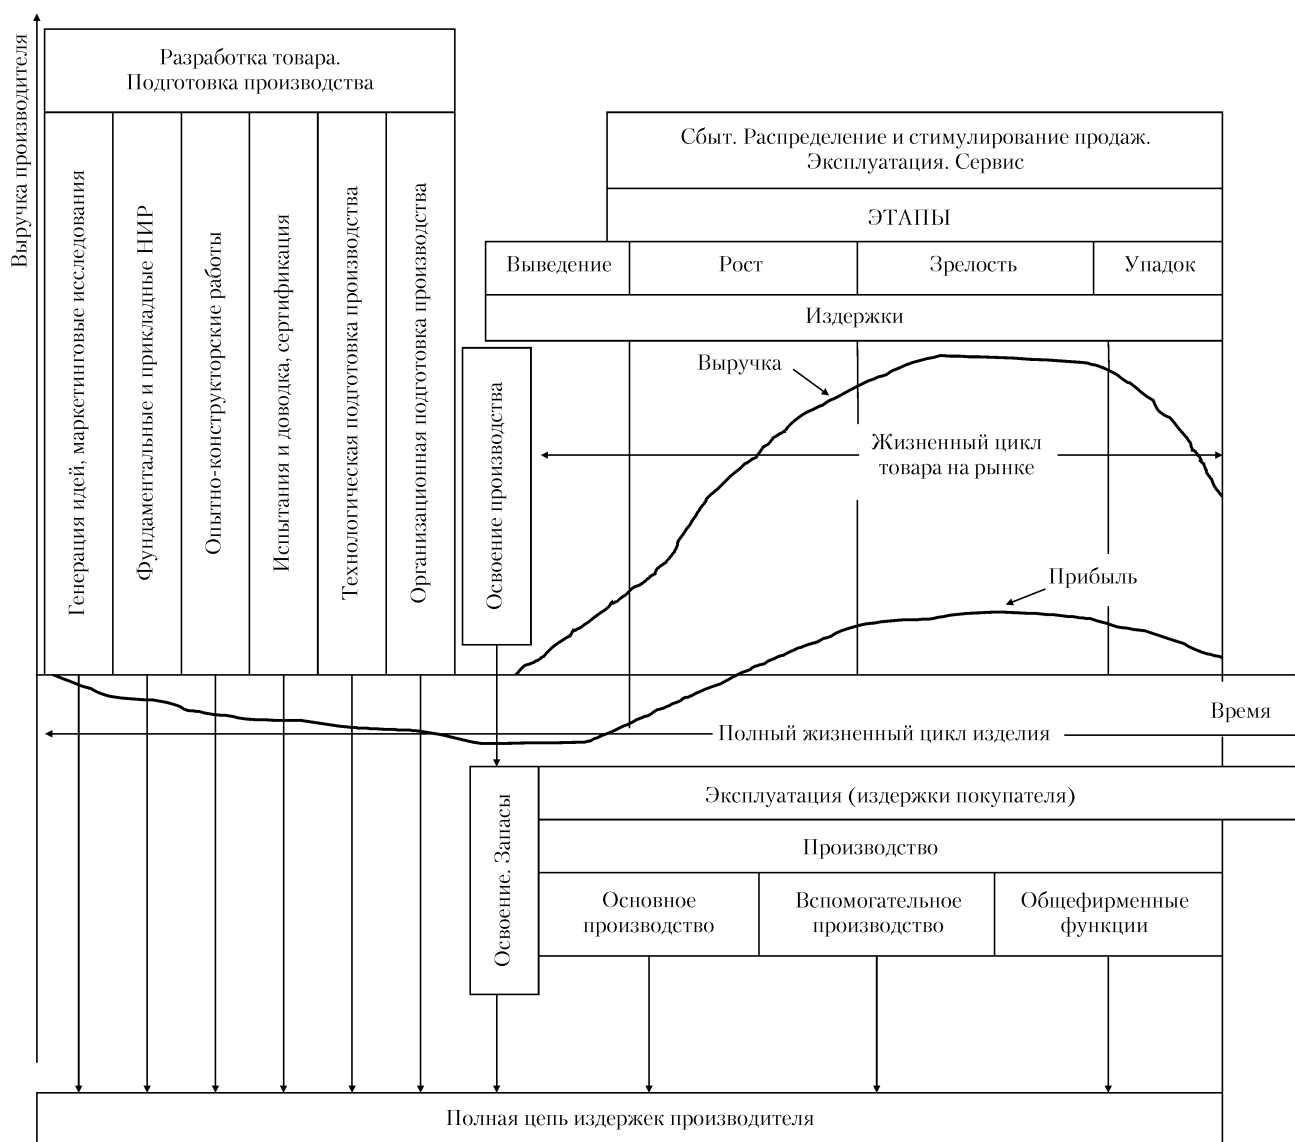 Выручка производителя
Разработка товара.
Подготовка производства
Генерация идей, маркетинговые исследования
Фундаментальные и прикладные НИР
Опытно-конструкторские работы
Испытания и доводка, сертификация
Технологическая подготовка производства
Организационная подготовка производства
Сбыт. Распределение и стимулирование продаж.
Эксплуатация. Сервис
ЭТАПЫ
Выведение
Рост
Зрелость
Упадок
Издержки
Освоение производства
Выручка
Жизненный цикл
товара на рынке
Прибыль
Время
Полный жизненный цикл изделия
Освоение. Запасы
Эксплуатация (издержки покупателя)
Производство
Основное
производство
Вспомогательное
производство
Общефирменные
функции
Полная цепь издержек производителя